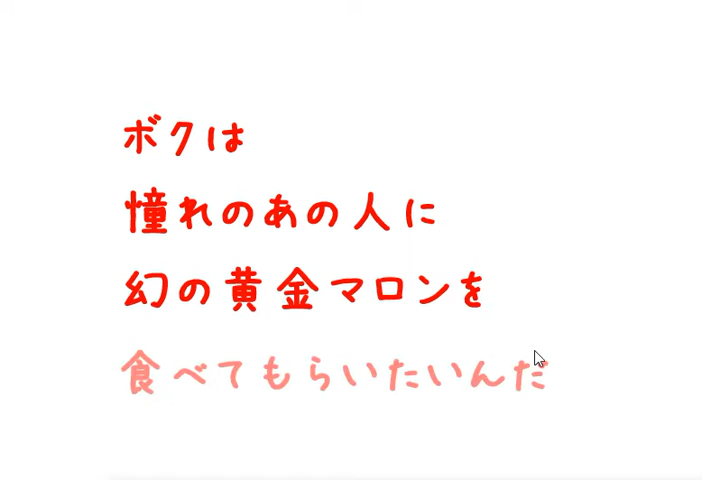 ボクは
憧れのあの人に
幻の黄金マロンを
食べてもらいたいんだ